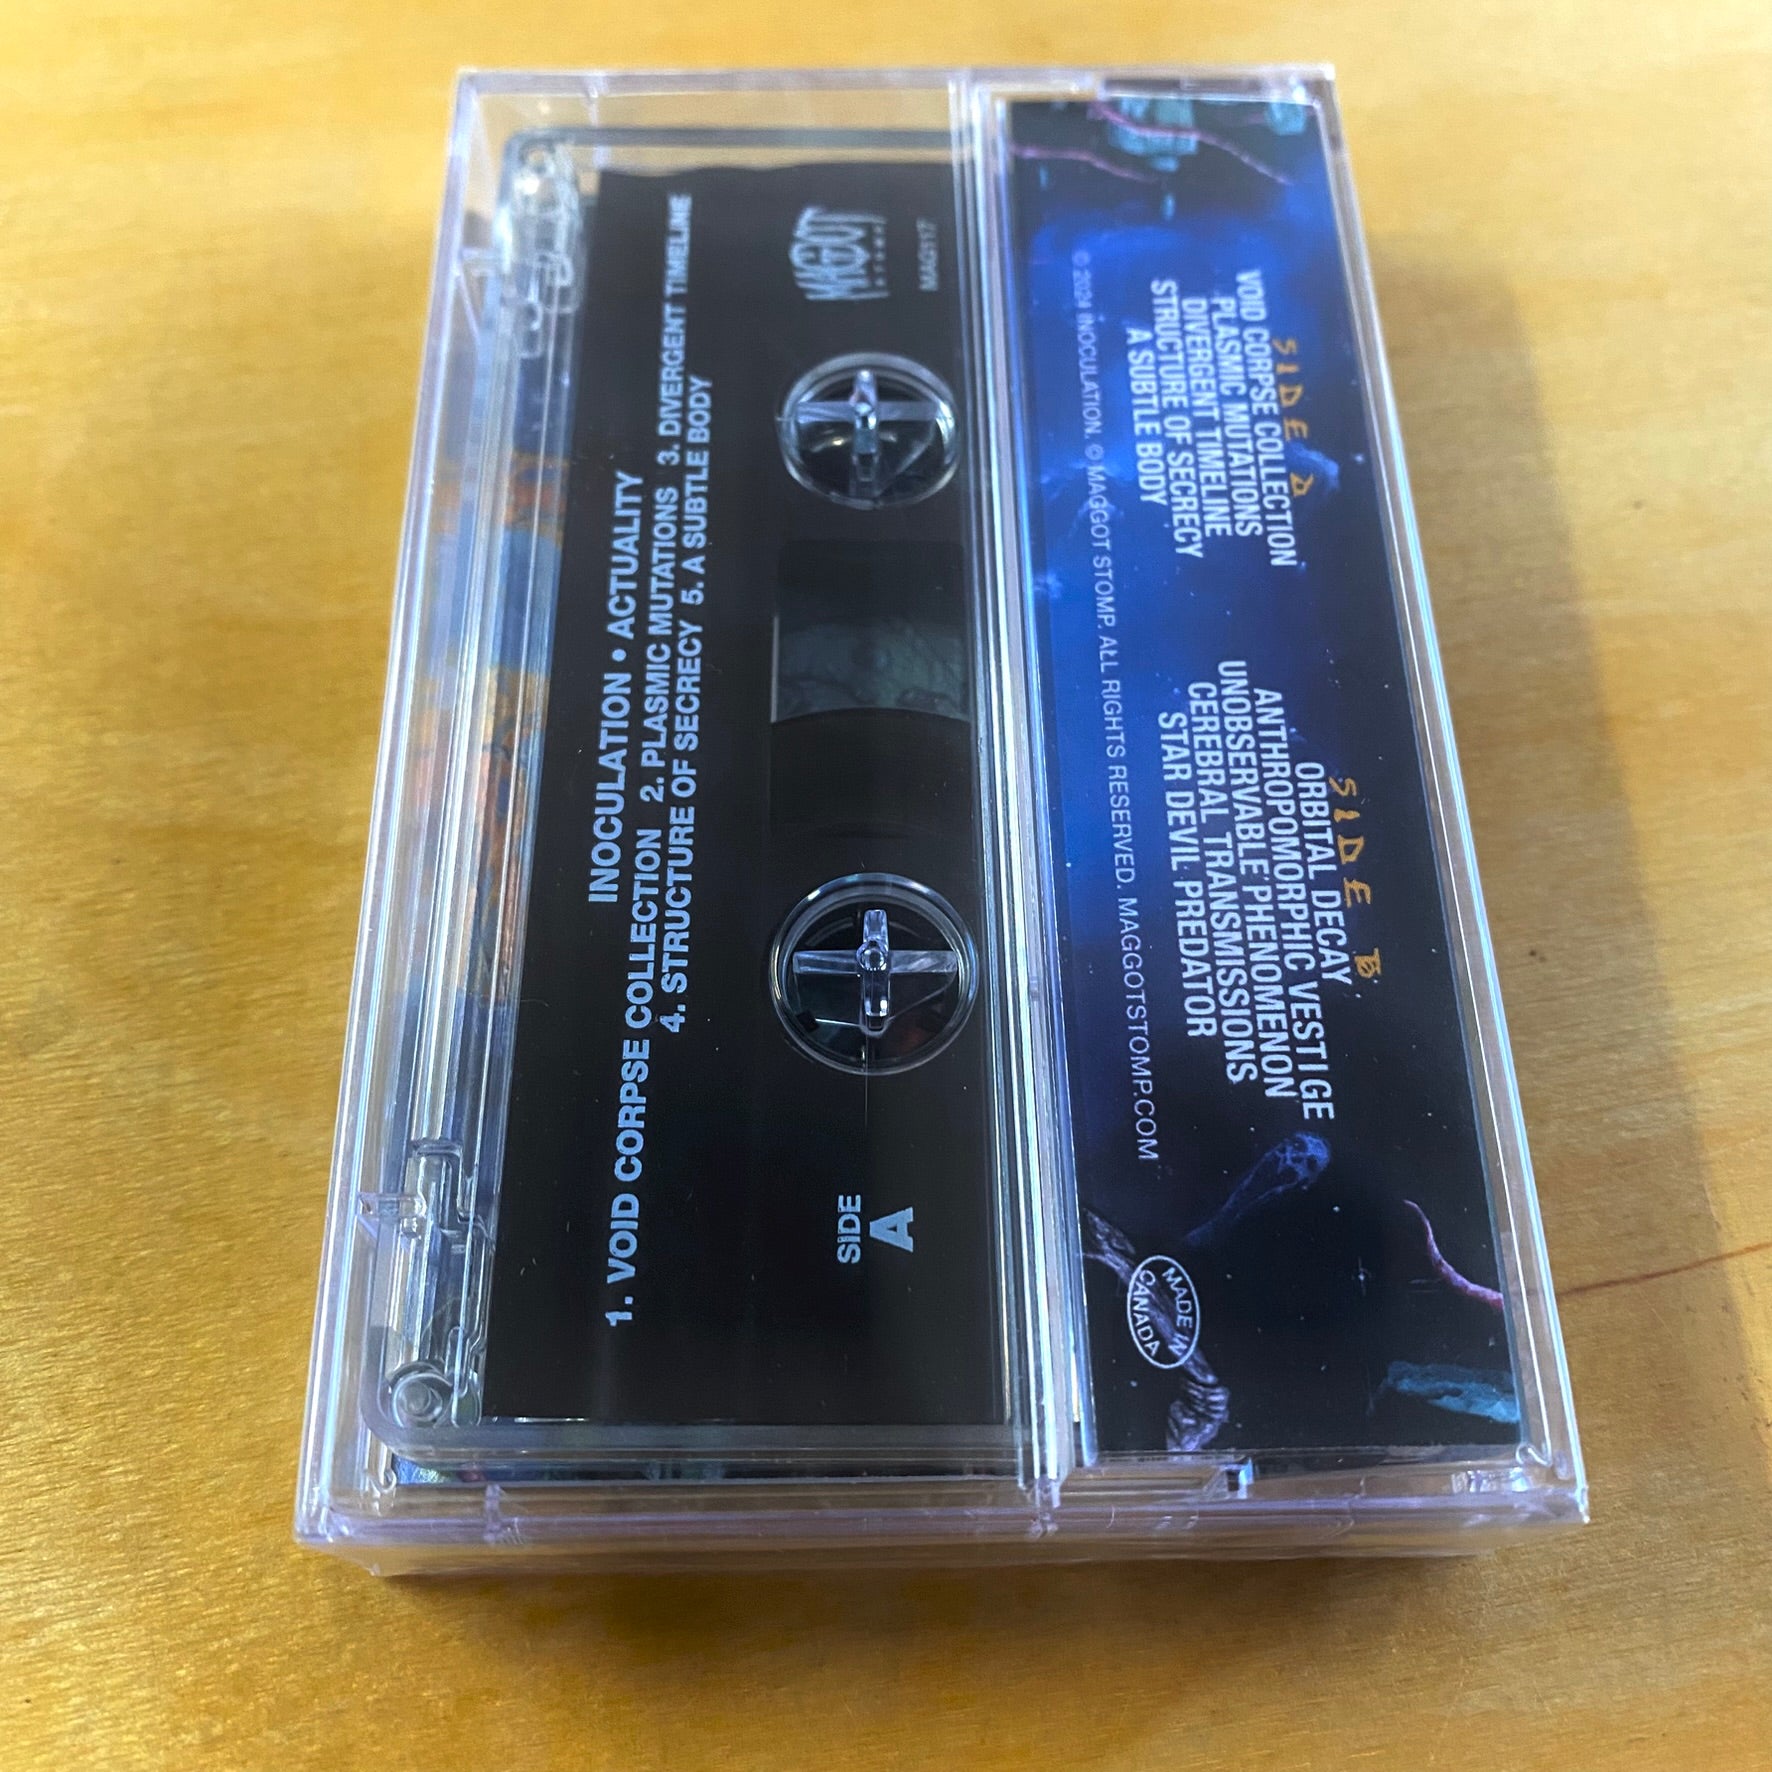 INOCULATION • ACTUALITY
1. VOID CORPSE COLLECTION 2. PLASMIC MUTATIONS 3. DIVERGENT TIMELINE
4. STRUCTURE OF SECRECY 5. A SUBTLE BODY
MAGGOT
STOMP
MAG117
SIDE
A
SIDE A
VOID CORPSE COLLECTION
PLASMIC MUTATIONS
DIVERGENT TIMELINE
STRUCTURE OF SECRECY
A SUBTLE BODY
SIDE B
ORBITAL DECAY
ANTHROPOMORPHIC VESTIGE
UNOBSERVABLE PHENOMENON
CEREBRAL TRANSMISSIONS
STAR DEVIL PREDATOR
© 2024 INOCULATION. © MAGGOT STOMP. ALL RIGHTS RESERVED. MAGGOTSTOMP.COM
MADE IN
CANADA